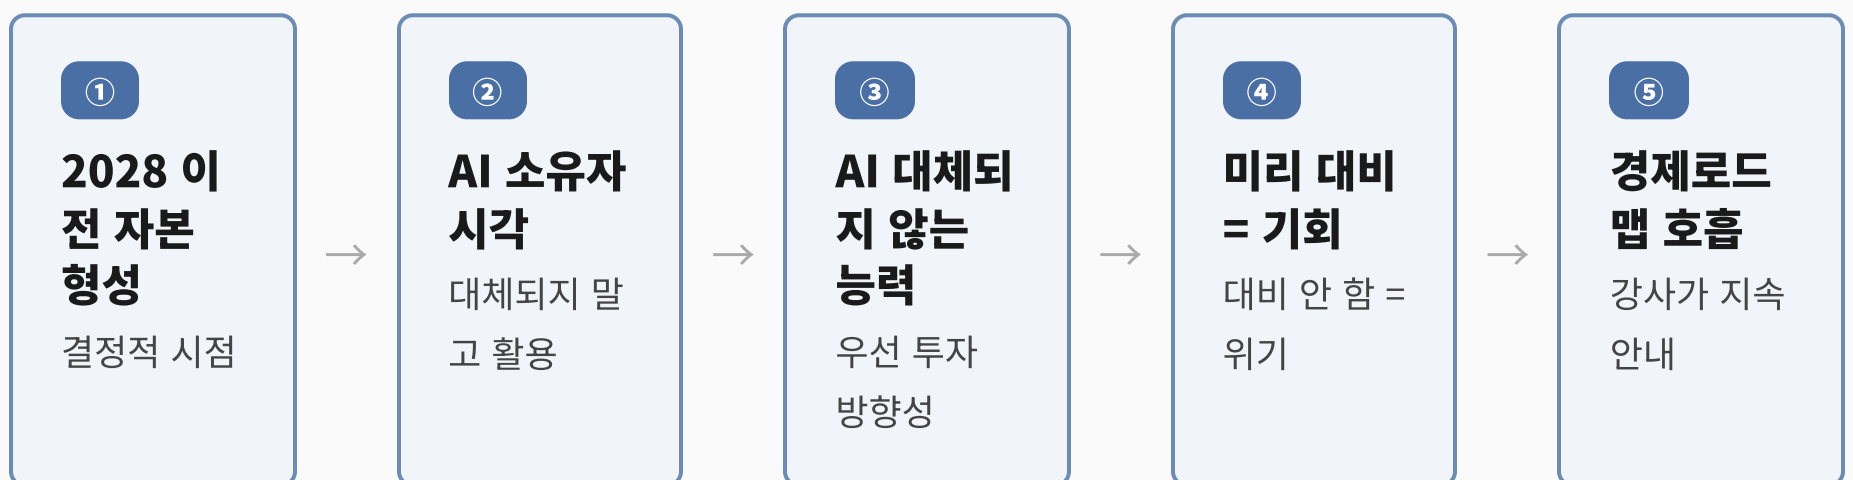 ①
2028 이
전 자본
형성
결정적 시점
→
②
AI 소유자
시각
대체되지 말
고 활용
→
③
AI 대체되
지 않는
능력
우선 투자
방향성
→
④
미리 대비
= 기회
대비 안 함 =
위기
→
⑤
경제로드
맵 호흡
강사가 지속
안내